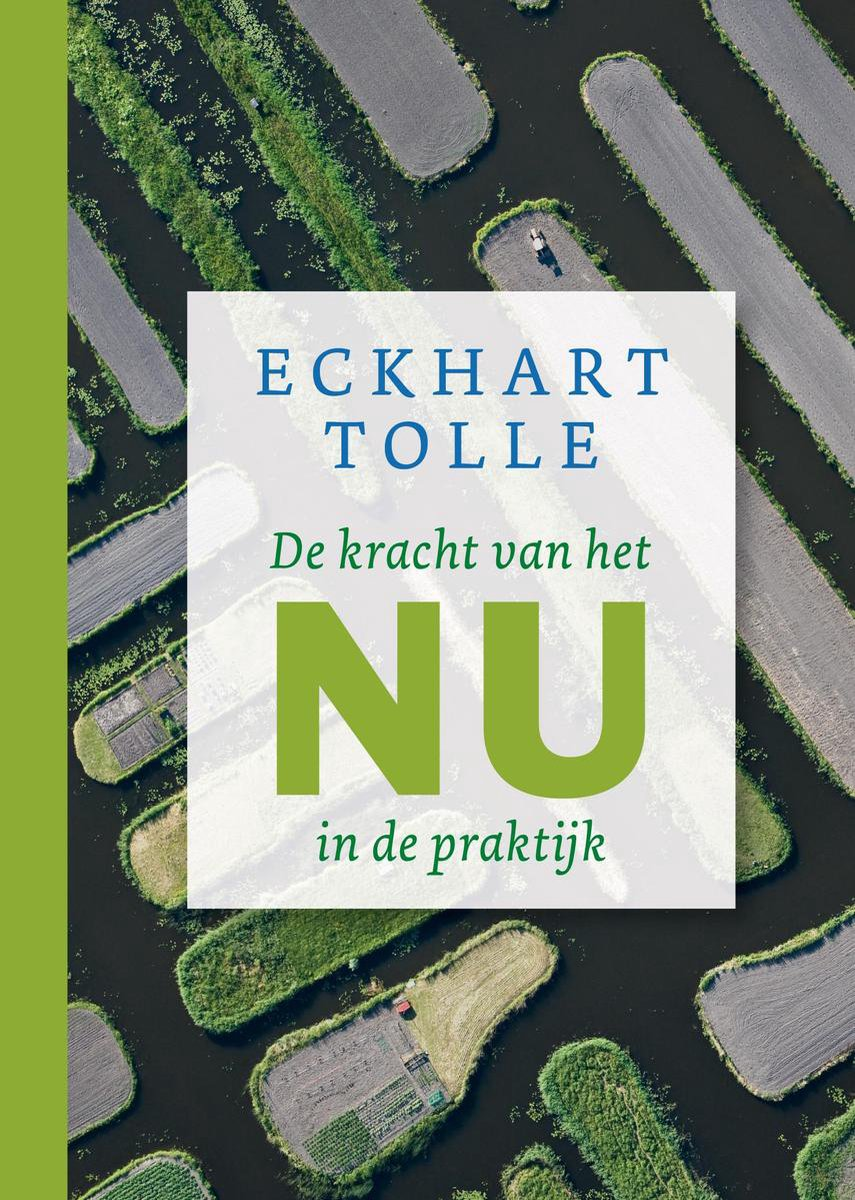 ECKHART
TOLLE
De kracht van het
NU
in de praktijk